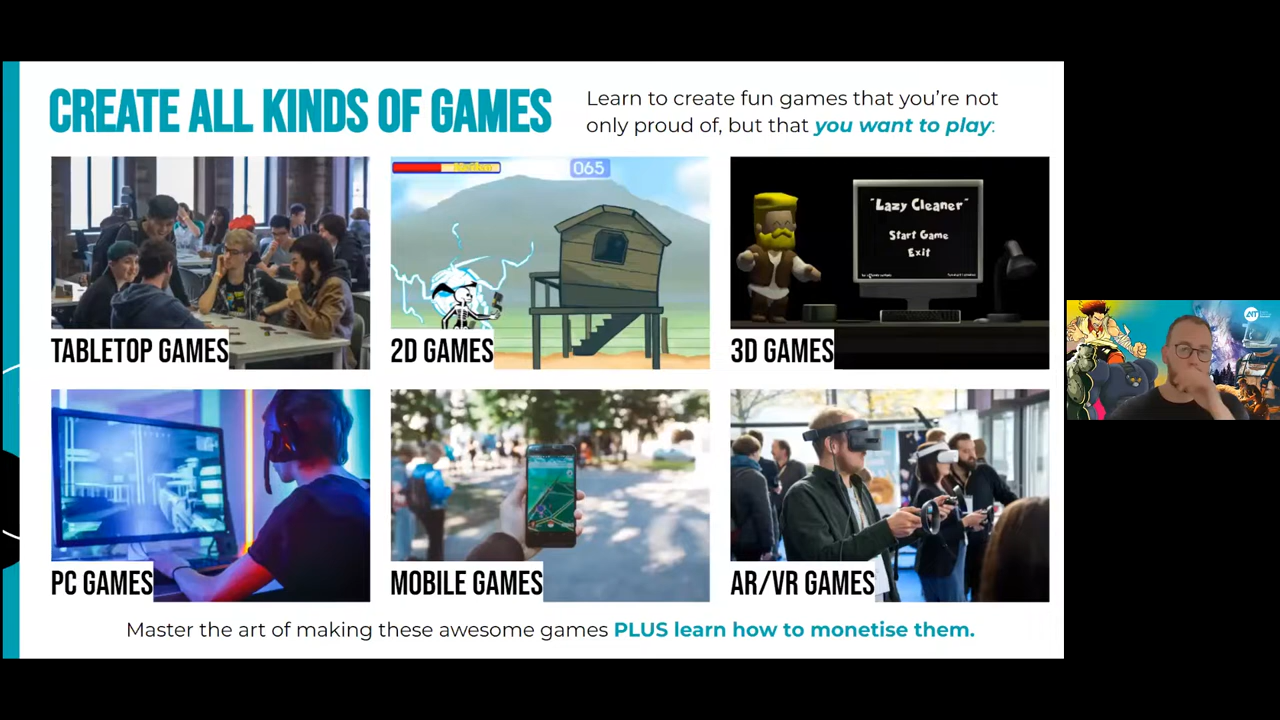 CREATE ALL KINDS OF GAMES
Learn to create fun games that you're not
only proud of, but that you want to play:
065
"Lazy Cleaner"
Start Game
Exit
TABLETOP GAMES
2D GAMES
3D GAMES
PC GAMES
MOBILE GAMES
AR/VR GAMES
Master the art of making these awesome games PLUS learn how to monetise them.
AIT